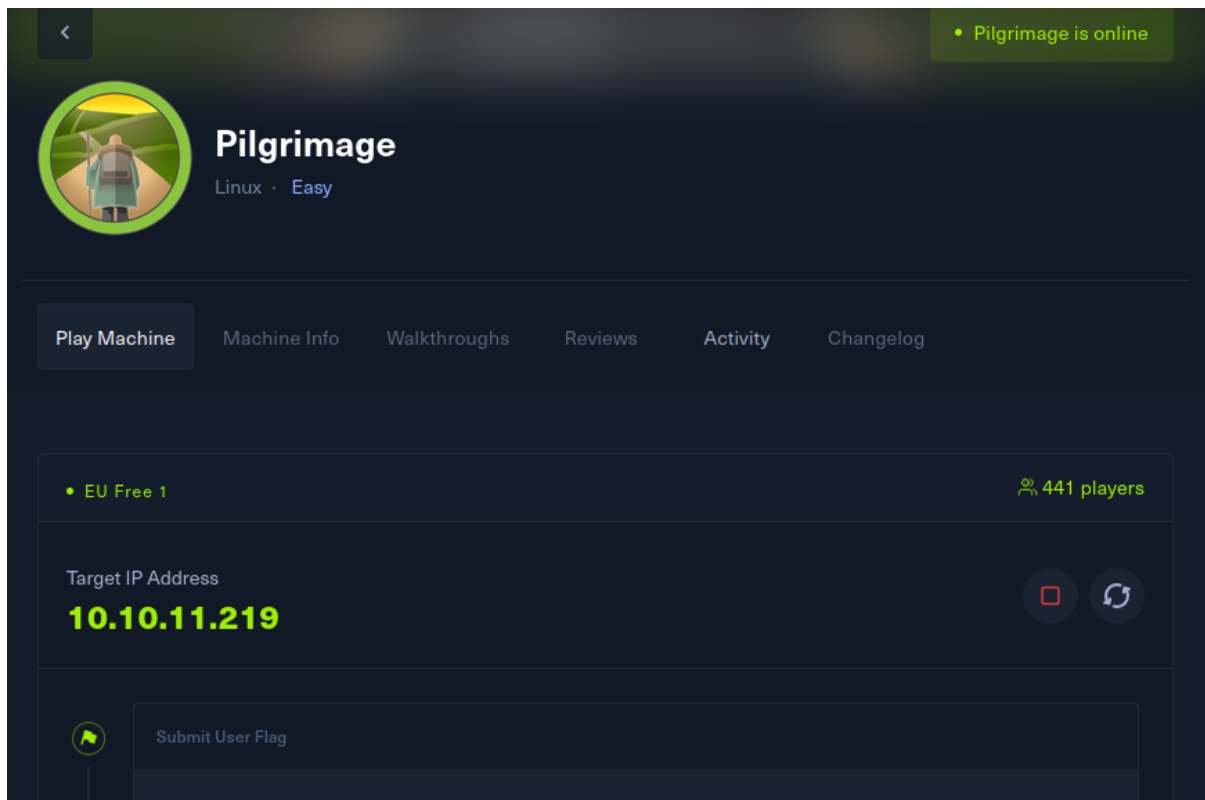 Pilgrimage is online
Pilgrimage
Linux · Easy
Play Machine Machine Info Walkthroughs Reviews Activity Changelog
EU Free 1 441 players
Target IP Address
10.10.11.219
Submit User Flag